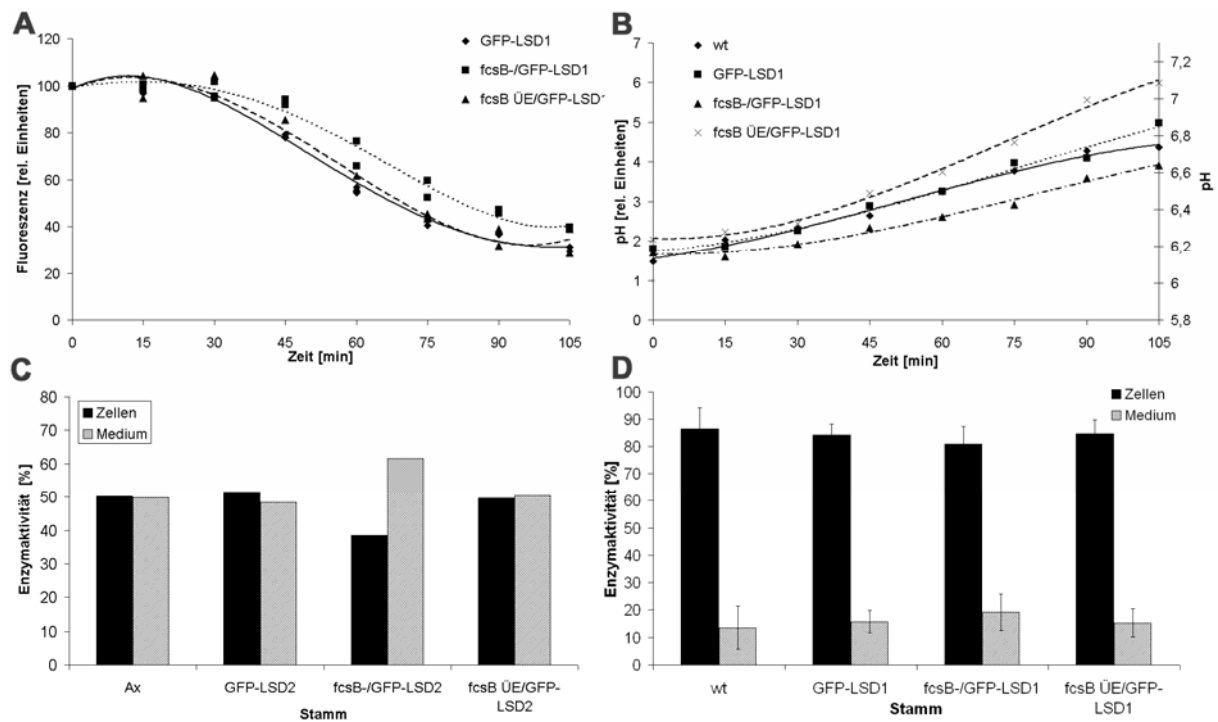 A
120
100
80
60
40
20
0
Fluoreszenz [rel. Einheiten]
GFP-LSD1
fcsB-/GFP-LSD1
fcsB ÜE/GFP-LSD1
0 15 30 45 60 75 90 105
Zeit [min]
B
7
6
5
4
3
2
1
0
pH [rel. Einheiten]
wt
GFP-LSD1
fcsB-/GFP-LSD1
fcsB ÜE/GFP-LSD1
7,2
7
6,8
6,6
6,4
6,2
6
5,8
pH
0 15 30 45 60 75 90 105
Zeit [min]
C
80
70
60
50
40
30
20
10
0
Enzymaktivität [%]
Zellen
Medium
Ax GFP-LSD2 fcsB-/GFP-LSD2 fcsB ÜE/GFP-
LSD2
Stamm
D
100
90
80
70
60
50
40
30
20
10
0
Enzymaktivität [%]
Zellen
Medium
wt GFP-LSD1 fcsB-/GFP-LSD1 fcsB ÜE/GFP-
LSD1
Stamm